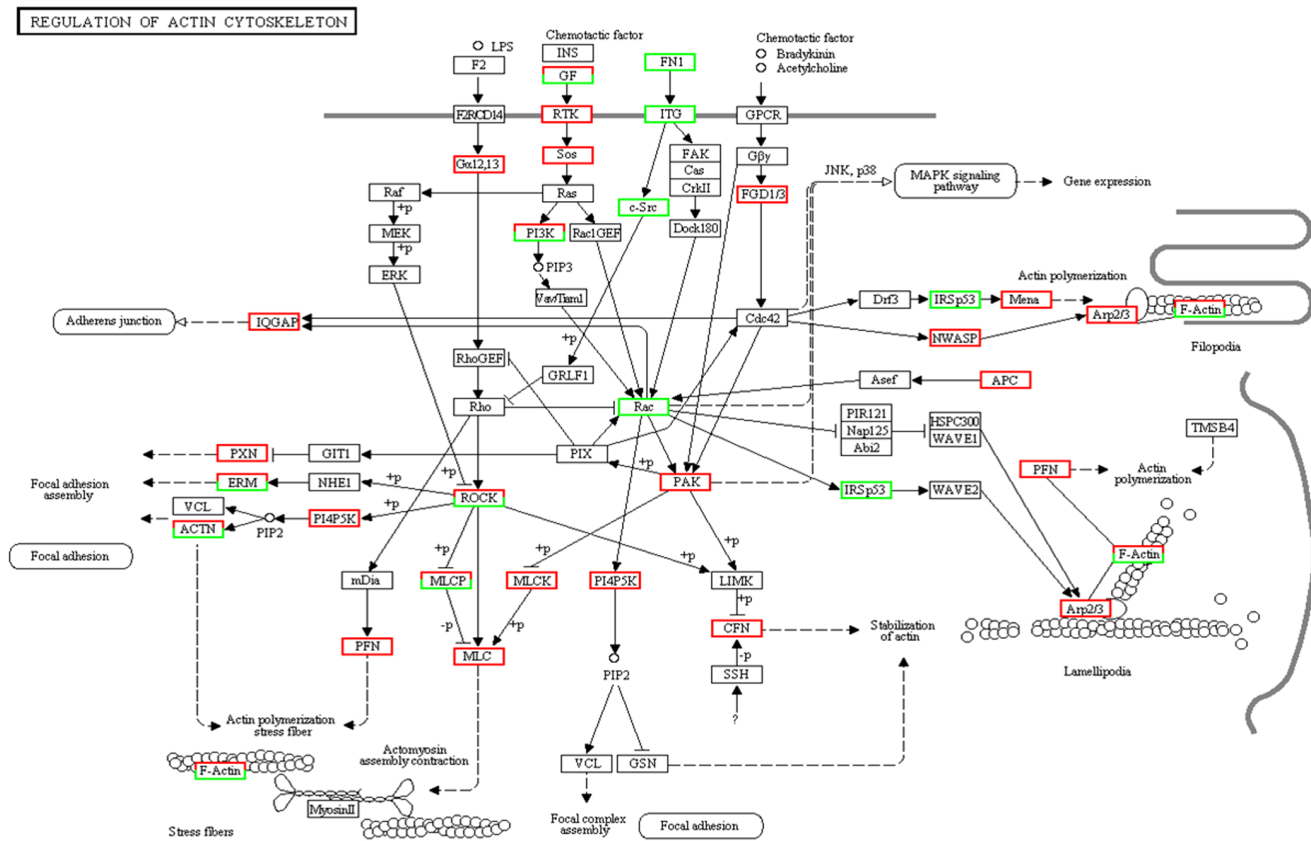 REGULATION OF ACTIN CYTOSKELETON
LPS
F2
Chemotactic factor
INS
GF
FN1
Chemotactic factor
Bradykinin
Acetylcholine
F2R
CD14
RTK
ITG
GPCR
Gα12,13
Sos
FAK
Cas
CrkII
Gβγ
JNK, p38
MAPK signaling
pathway
Gene expression
Raf
Ras
FGD1/3
+p
c-Src
MEK
PI3K
Rac1GEF
Dock180
+p
ERK
PIP3
Actin polymerization
Vav/Tiam1
Drf3
IRSp53
Mena
Arp2/3
F-Actin
Adherens junction
IQGAP
Cdc42
NWASP
Filopodia
+p
RhoGEF
GRLF1
Asef
APC
Rho
Rac
PIR121
Nap125
Abi2
HSPC300
WAVE1
TMSB4
PXN
GIT1
PIX
PFN
Actin
polymerization
+p
+p
Focal adhesion
assembly
ERM
NHE1
+p
ROCK
PAK
IRSp53
WAVE2
VCL
+p
ACTN
PIP2
PI4P5K
Focal adhesion
+p
+p
+p
F-Actin
mDia
MLCP
MLCK
PI4P5K
LIMK
+p
Arp2/3
-p
+p
CFN
Stabilization
of actin
PFN
MLC
-p
PIP2
SSH
Lamellipodia
?
Actin polymerization
stress fiber
Actomyosin
assembly contraction
F-Actin
VCL
GSN
MyosinII
Stress fibers
Focal complex
assembly
Focal adhesion